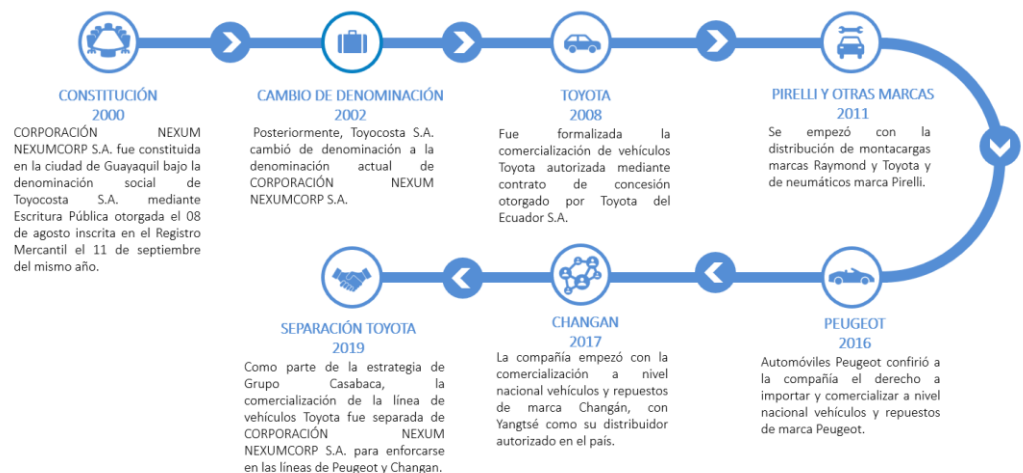 CONSTITUCIÓN
2000
CORPORACIÓN NEXUM
NEXUMCORP S.A. fue constituida
en la ciudad de Guayaquil bajo la
denominación social de
Toyocosta S.A. mediante
Escritura Pública otorgada el 08
de agosto inscrita en el Registro
Mercantil el 11 de septiembre
del mismo año.
CAMBIO DE DENOMINACIÓN
2002
Posteriormente, Toyocosta S.A.
cambió de denominación a la
denominación actual de
CORPORACIÓN NEXUM
NEXUMCORP S.A.
TOYOTA
2008
Fue formalizada la
comercialización de vehículos
Toyota autorizada mediante
contrato de concesión
otorgado por Toyota del
Ecuador S.A.
PIRELLI Y OTRAS MARCAS
2011
Se empezó con la
distribución de montacargas
marcas Raymond y Toyota y
de neumáticos marca Pirelli.
PEUGEOT
2016
Automóviles Peugeot confirió a
la compañía el derecho a
importar y comercializar a nivel
nacional vehículos y repuestos
de marca Peugeot.
CHANGAN
2017
La compañía empezó con la
comercialización a nivel
nacional vehículos y repuestos
de marca Changán, con
Yangtsé como su distribuidor
autorizado en el país.
SEPARACIÓN TOYOTA
2019
Como parte de la estrategia de
Grupo Casabaca, la
comercialización de la línea de
vehículos Toyota fue separada de
CORPORACIÓN NEXUM
NEXUMCORP S.A. para enforcarse
en las líneas de Peugeot y Changan.